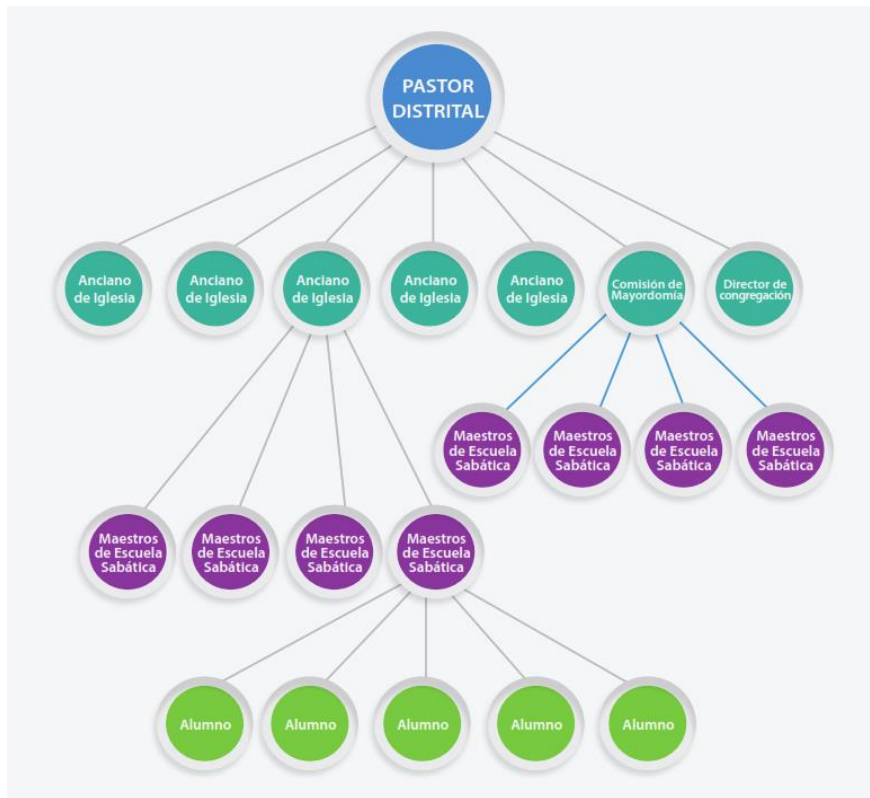 PASTOR
DISTRITAL
Anciano
de Iglesia
Anciano
de Iglesia
Anciano
de Iglesia
Anciano
de Iglesia
Anciano
de Iglesia
Comisión de
Mayordomía
Director de
congregación
Maestros
de Escuela
Sabática
Maestros
de Escuela
Sabática
Maestros
de Escuela
Sabática
Maestros
de Escuela
Sabática
Maestros
de Escuela
Sabática
Maestros
de Escuela
Sabática
Maestros
de Escuela
Sabática
Maestros
de Escuela
Sabática
Alumno
Alumno
Alumno
Alumno
Alumno